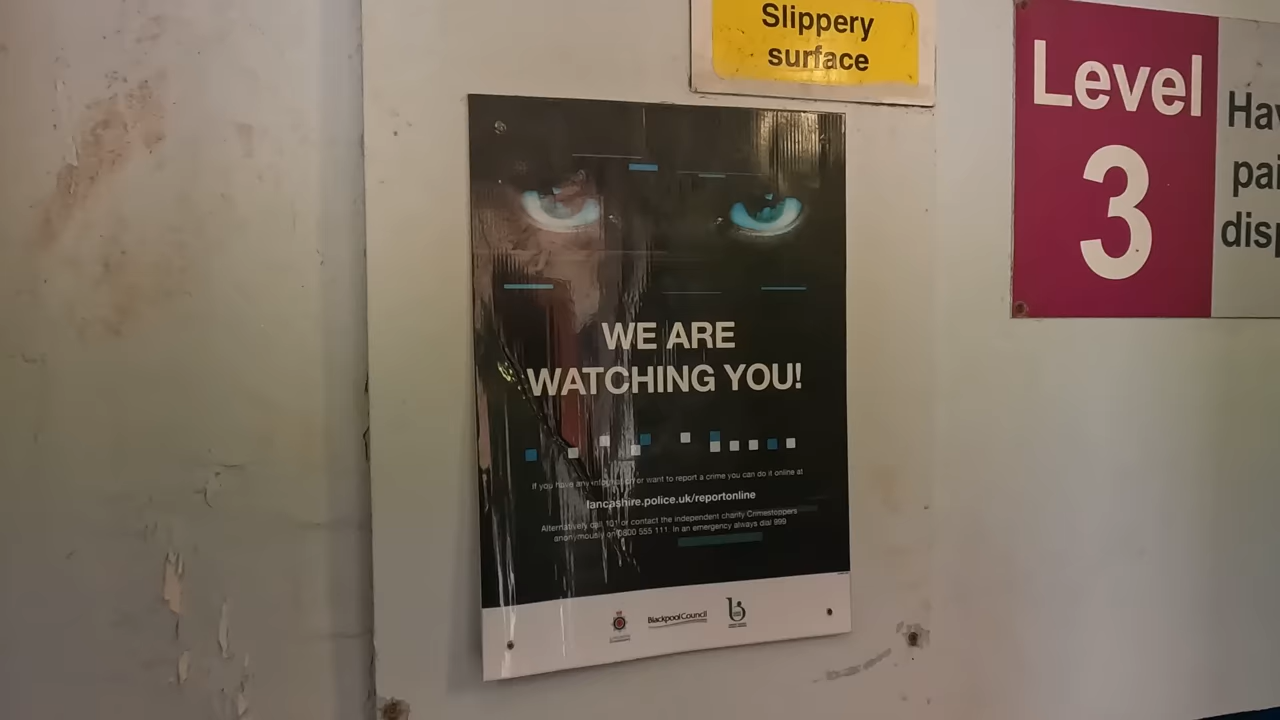 Slippery
surface
Level
3
Hav
pai
disp
WE ARE
WATCHING YOU!
If you have any information or want to report a crime you can do it online at
lancashire.police.uk/reportonline
Alternatively call 101 or contact the independent charity Crimestoppers
anonymously on 0800 555 111. In an emergency always dial 999
BlackpoolCouncil